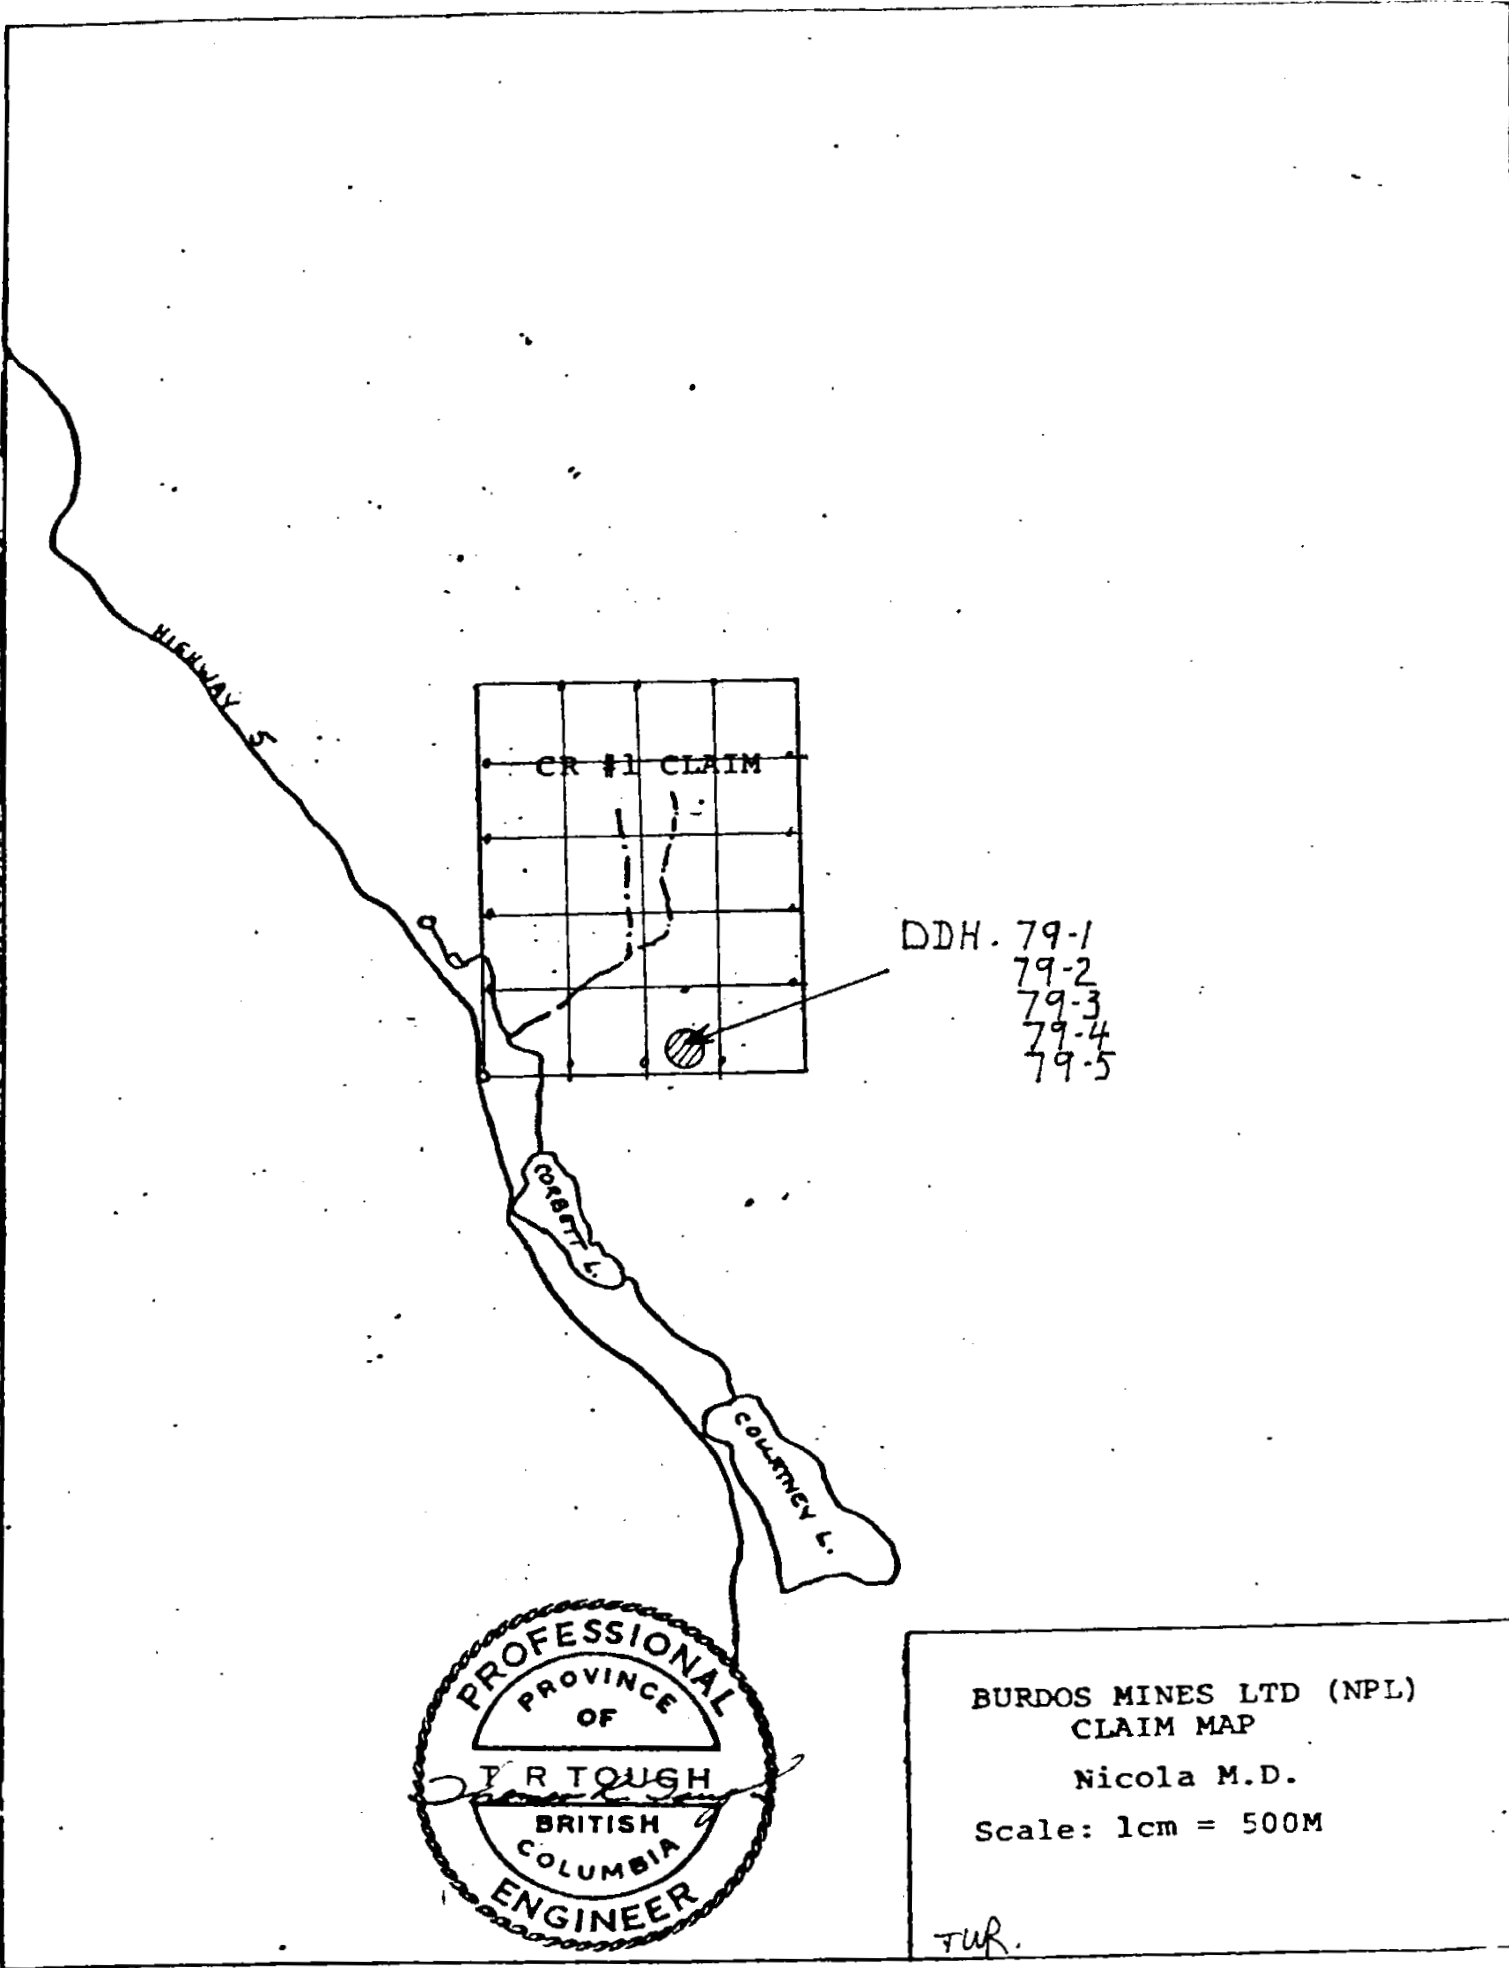 HIGHWAY 5
CR #1 CLAIM
DDH. 79-1
79-2
79-3
79-4
79-5
CORBETT L.
COURTNEY L.
PROFESSIONAL
PROVINCE
OF
T R TOUGH
BRITISH
COLUMBIA
ENGINEER
BURDOS MINES LTD (NPL)
CLAIM MAP
Nicola M.D.
Scale: 1cm = 500M